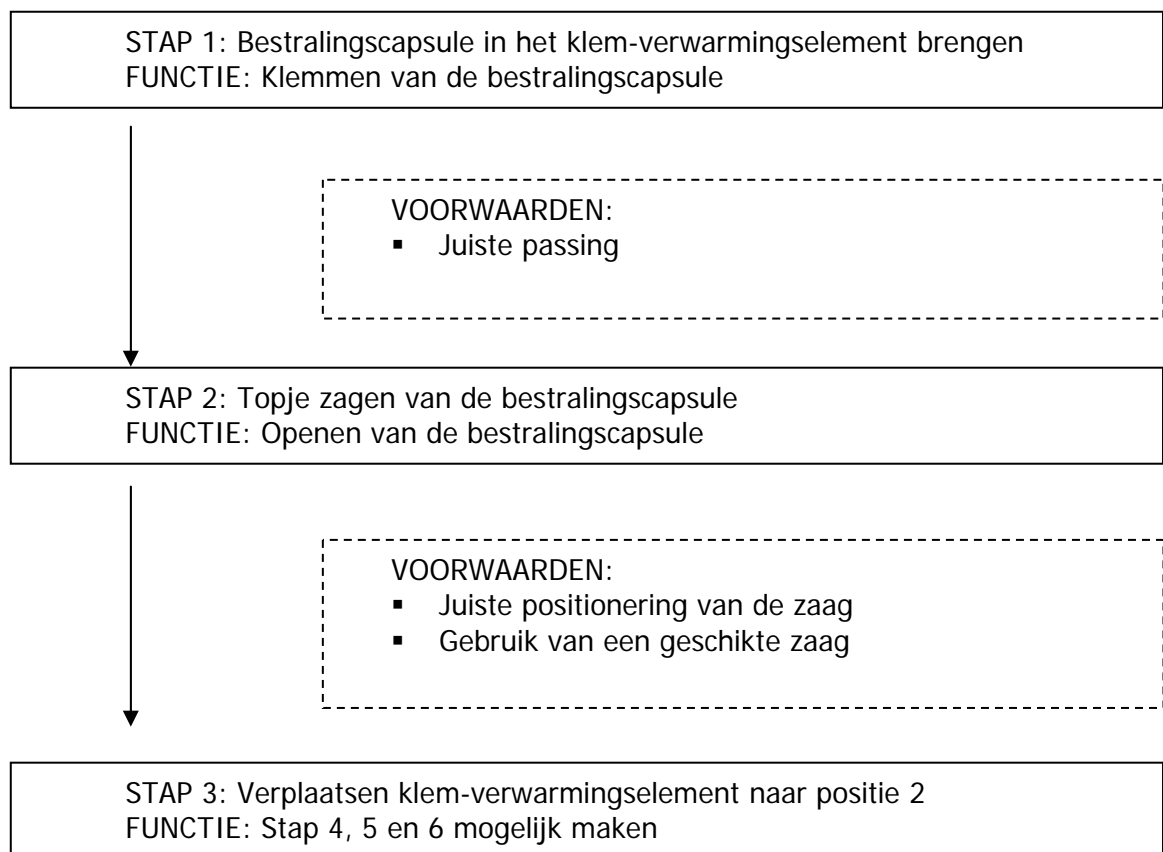 STAP 1: Bestralingscapsule in het klem-verwarmingselement brengen
FUNCTIE: Klemmen van de bestralingscapsule
VOORWAARDEN:
▪ Juiste passing
STAP 2: Topje zagen van de bestralingscapsule
FUNCTIE: Openen van de bestralingscapsule
VOORWAARDEN:
▪ Juiste positionering van de zaag
▪ Gebruik van een geschikte zaag
STAP 3: Verplaatsen klem-verwarmingselement naar positie 2
FUNCTIE: Stap 4, 5 en 6 mogelijk maken